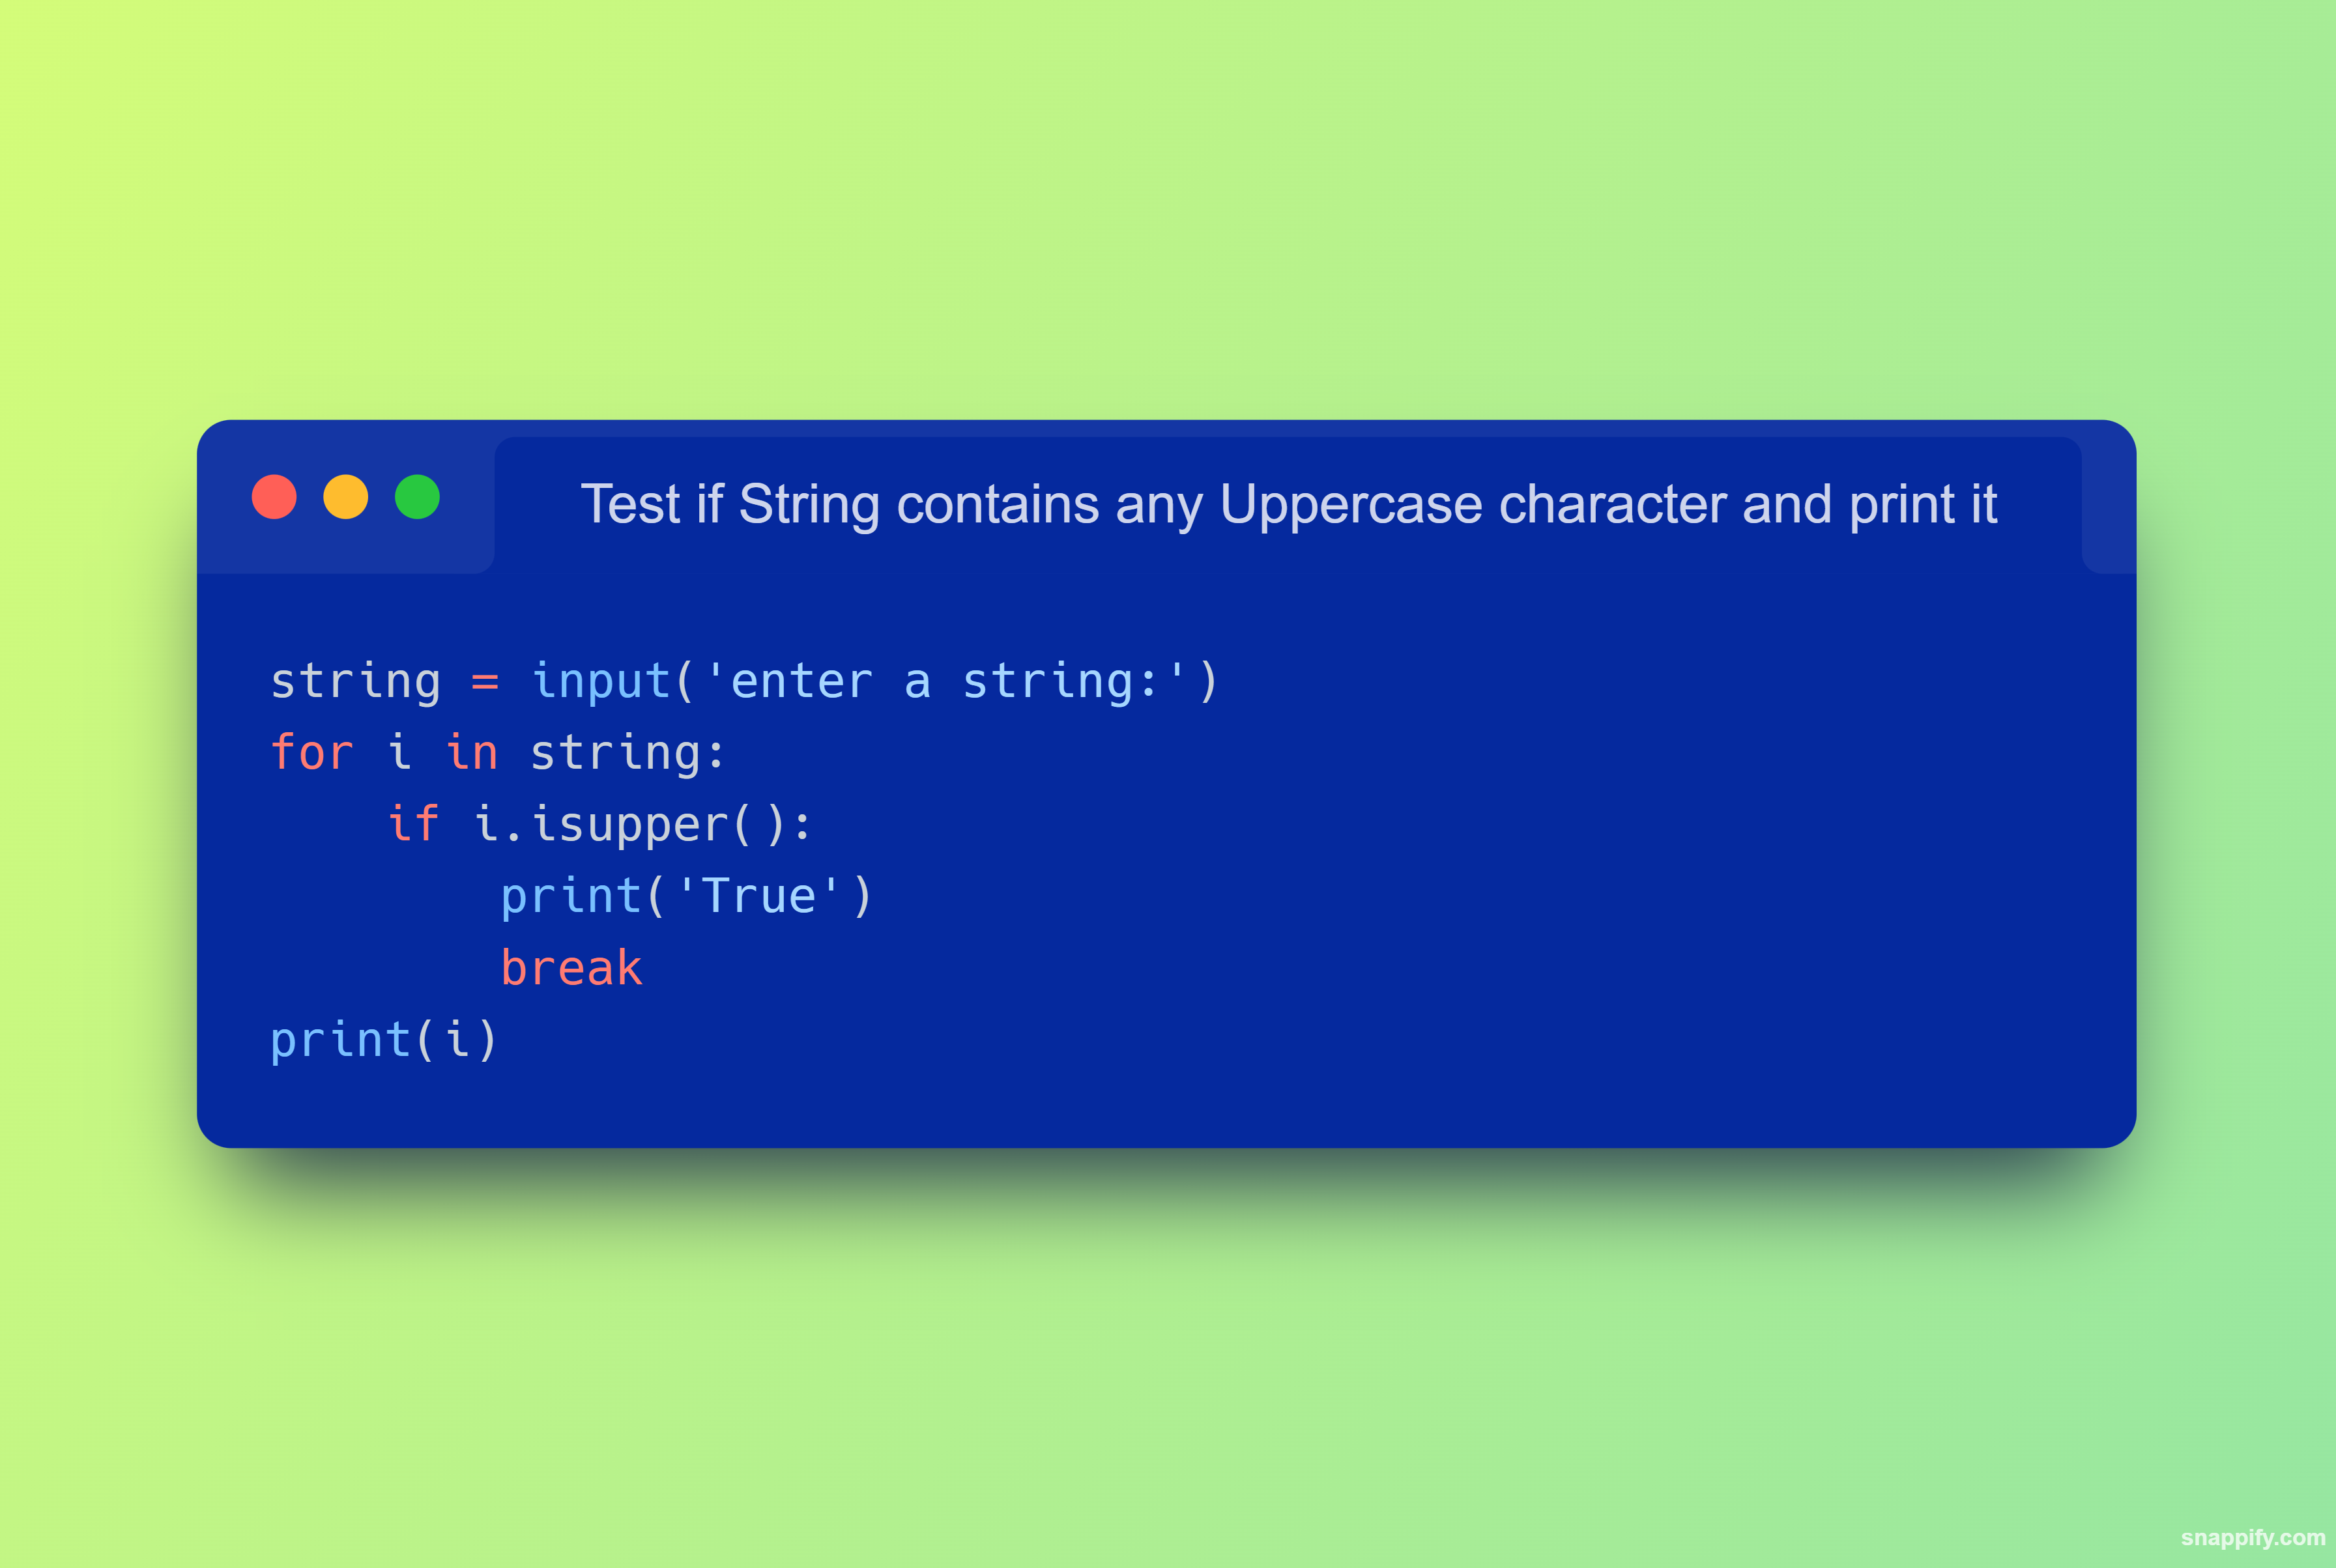 Test if String contains any Uppercase character and print it
string = input('enter a string:')
for i in string:
    if i.isupper():
        print('True')
        break
print(i)
snappify.com